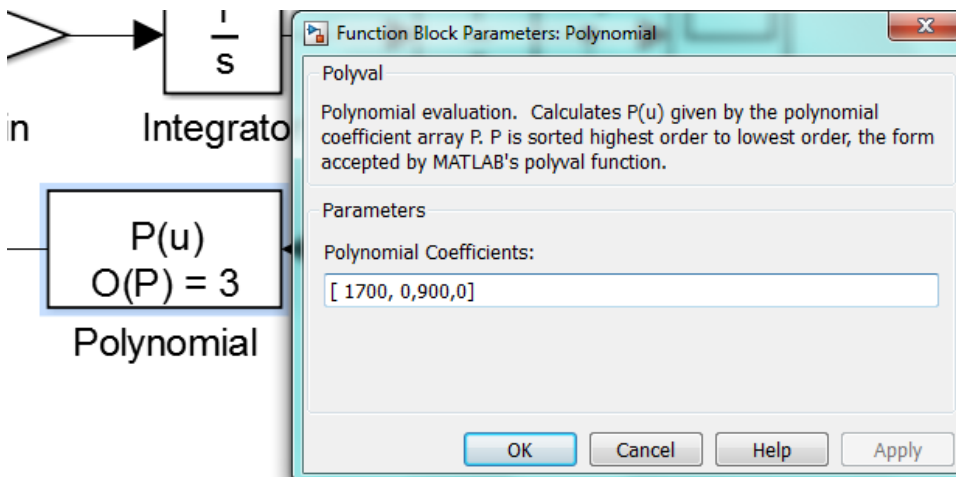 1
s
in
Integrato
P(u)
O(P) = 3
Polynomial
Function Block Parameters: Polynomial
Polyval
Polynomial evaluation.  Calculates P(u) given by the polynomial
coefficient array P. P is sorted highest order to lowest order, the form
accepted by MATLAB's polyval function.
Parameters
Polynomial Coefficients:
[ 1700, 0,900,0]
OK
Cancel
Help
Apply